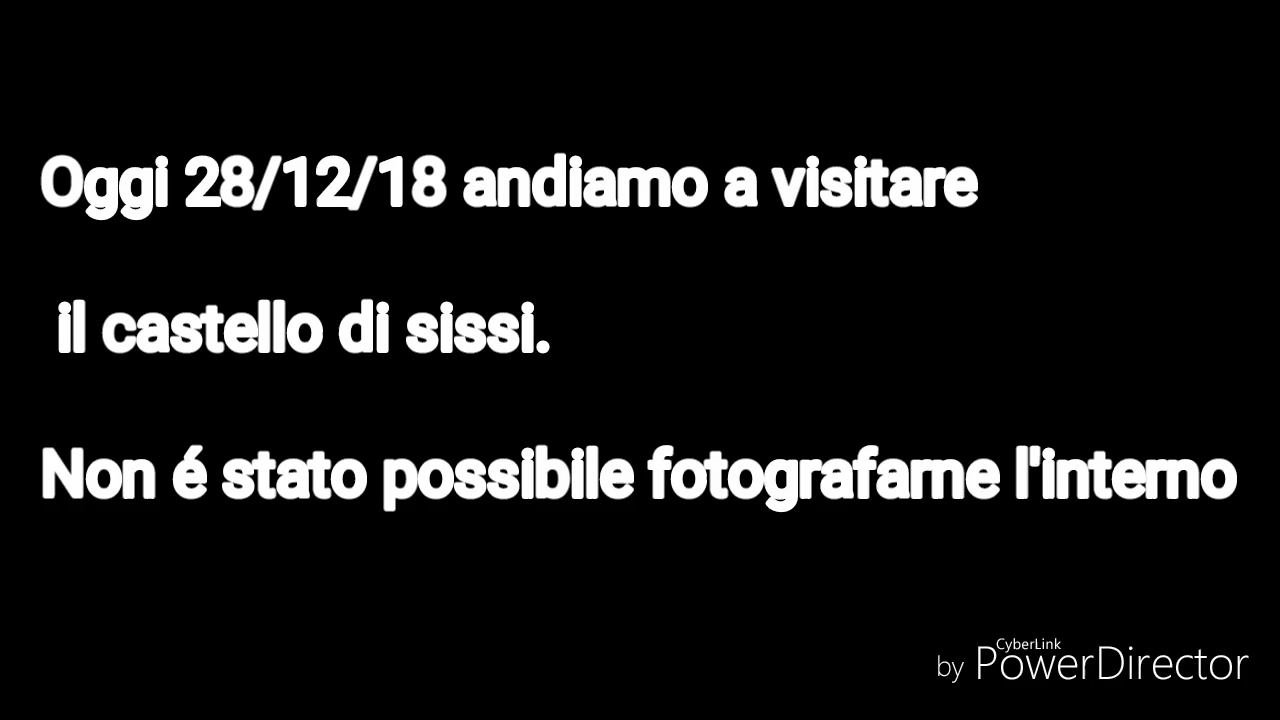 Oggi 28/12/18 andiamo a visitare
il castello di sissi.
Non é stato possibile fotografarne l'interno
CyberLink
by PowerDirector